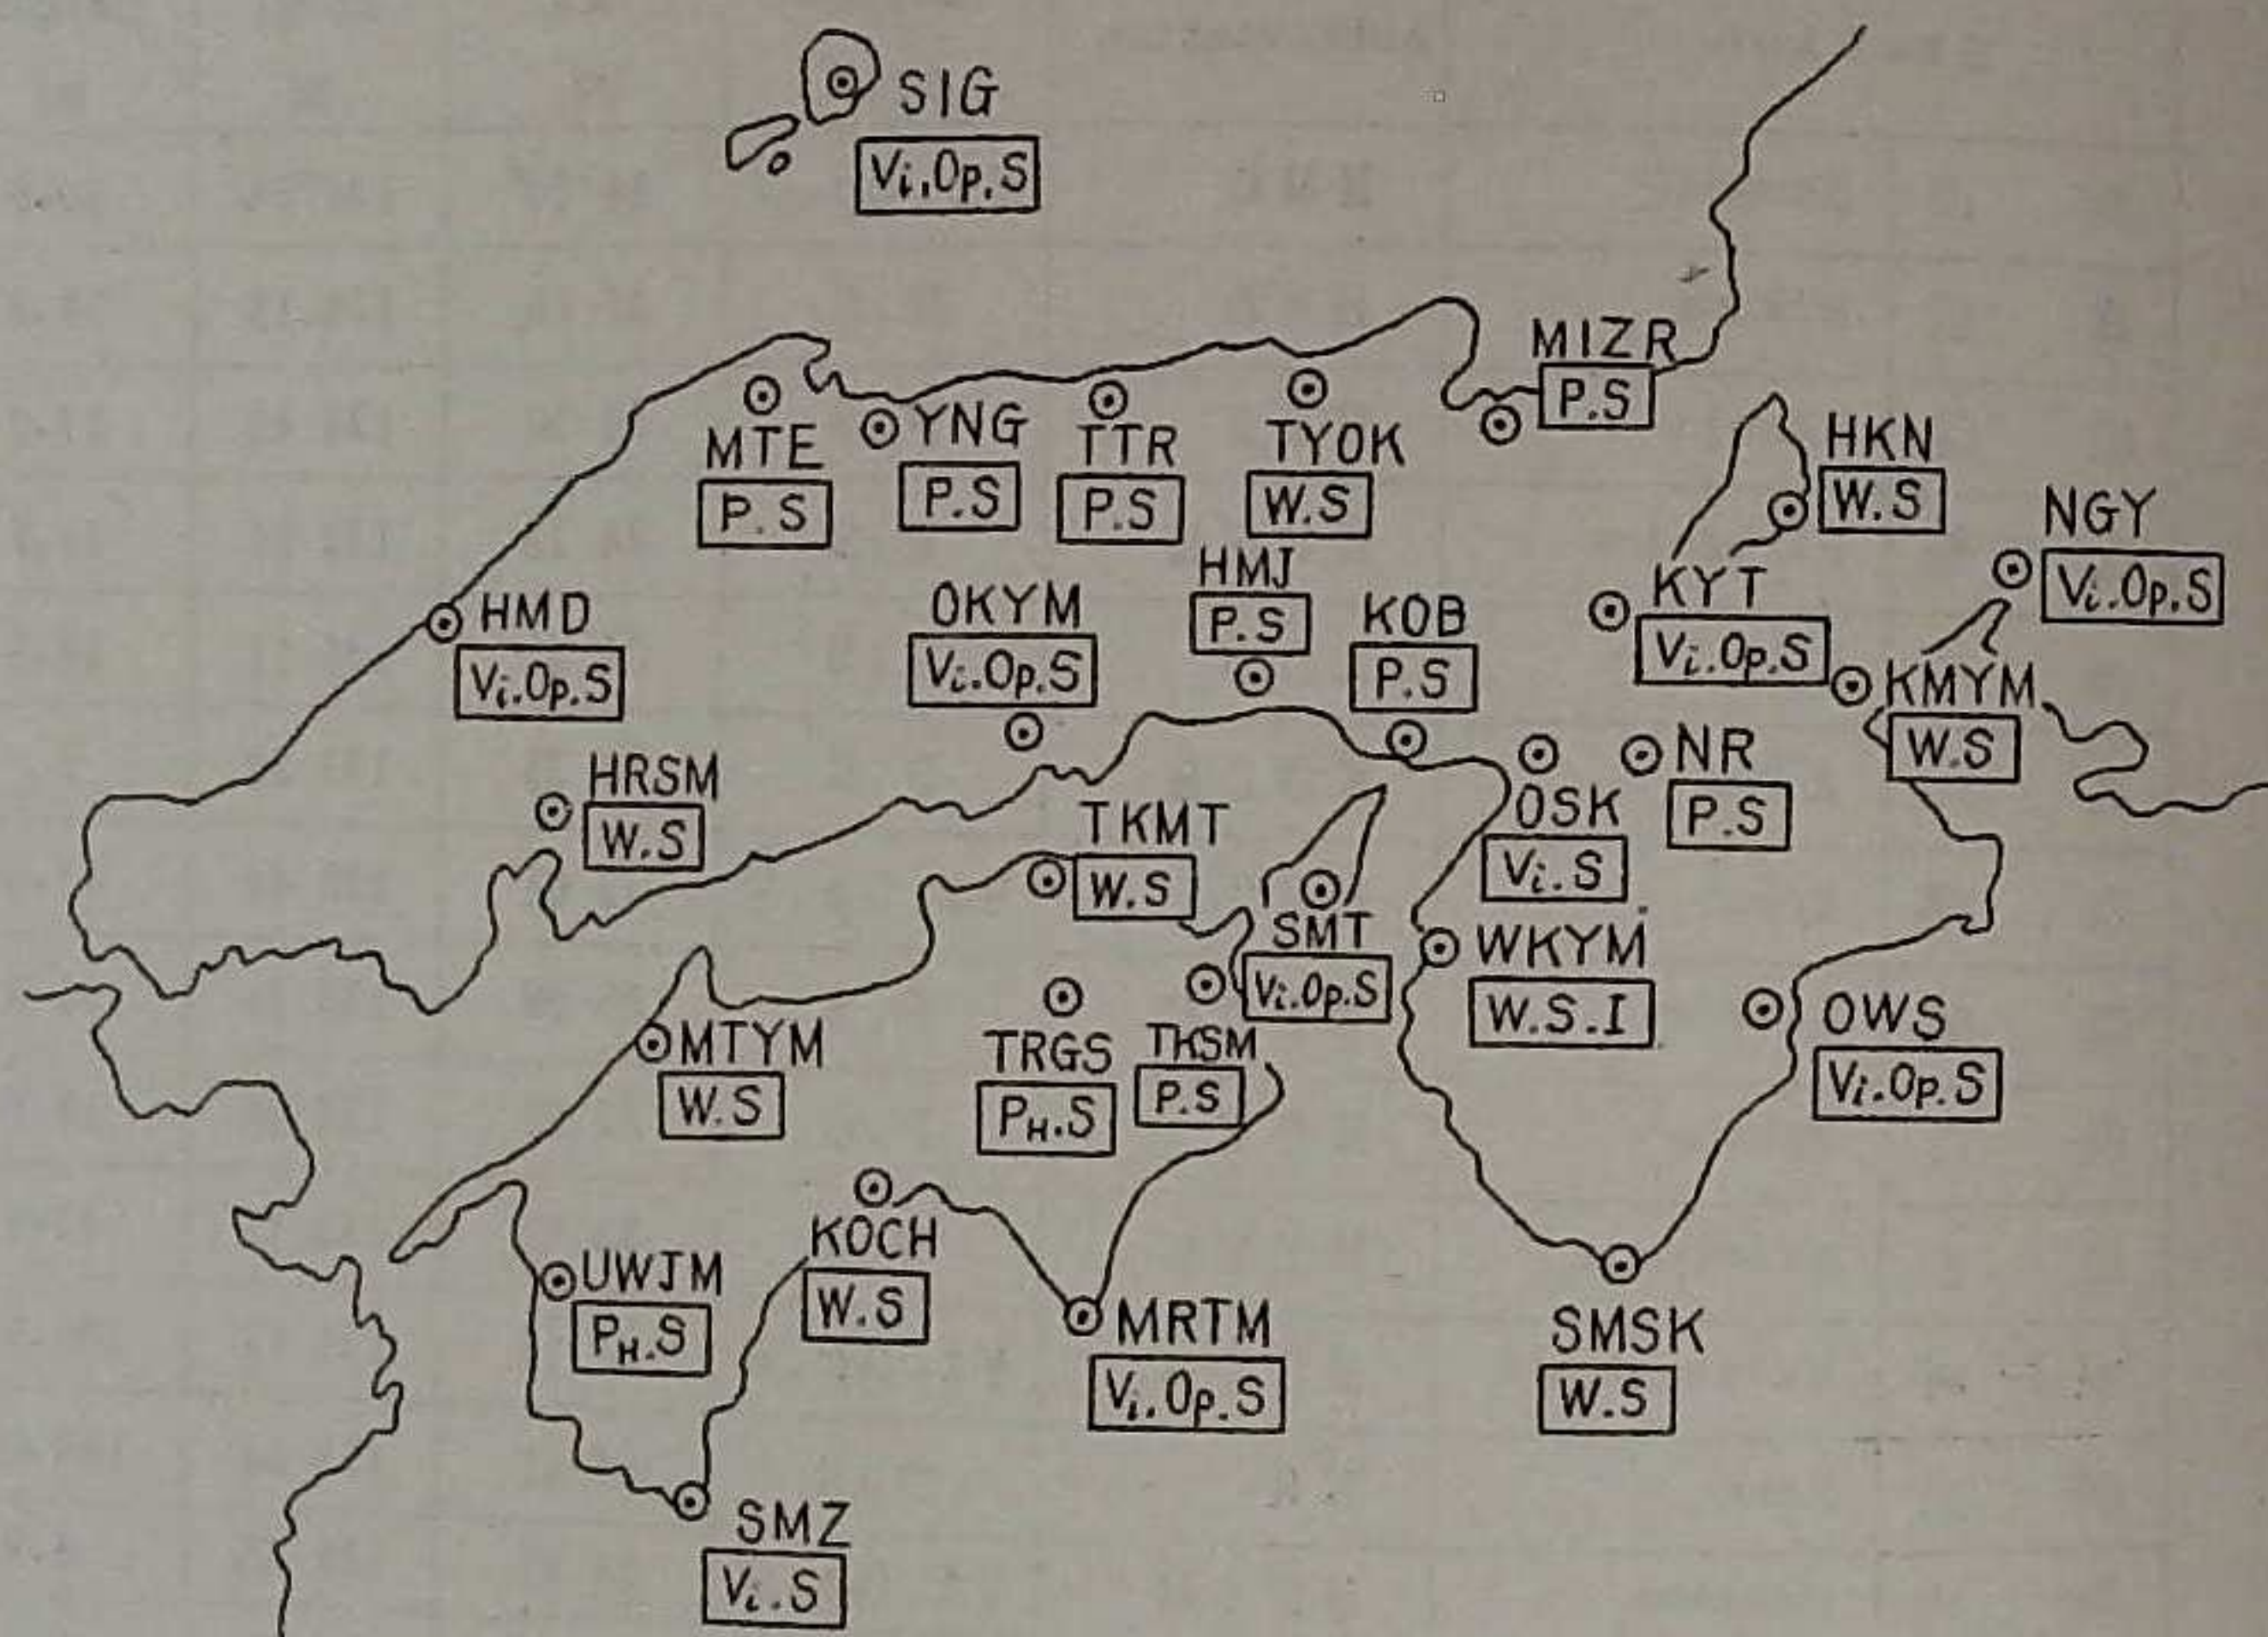 SIG
Vi.Op.S
MIZR
P.S
MTE
P.S
YNG
P.S
TTR
P.S
TYOK
W.S
HKN
W.S
NGY
Vi.Op.S
HMD
Vi.Op.S
OKYM
Vi.Op.S
HMJ
P.S
KOB
P.S
KYT
Vi.Op.S
KMYM
W.S
HRSM
W.S
TKMT
W.S
OSK
Vi.S
NR
P.S
SMT
Vi.Op.S
WKYM
W.S.I
OWS
Vi.Op.S
MTYM
W.S
TRGS
PH.S
TKSM
P.S
UWJM
PH.S
KOCH
W.S
MRTM
Vi.Op.S
SMSK
W.S
SMZ
Vi.S